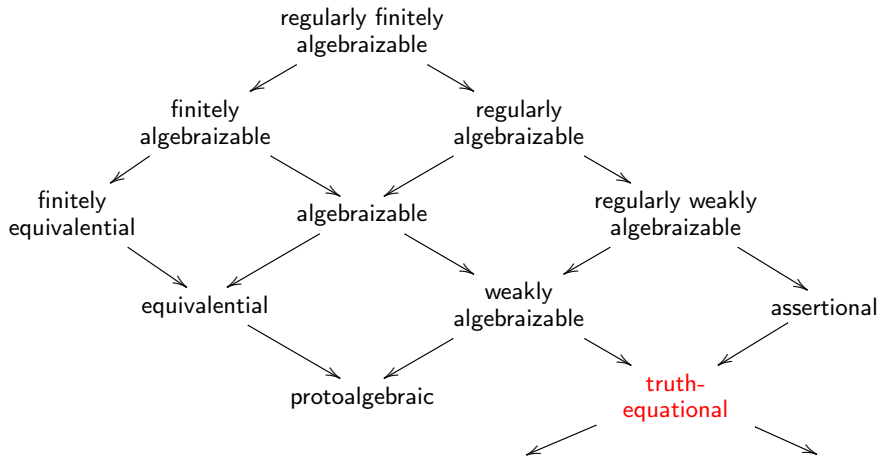 regularly finitely
algebraizable
finitely
algebraizable
regularly
algebraizable
finitely
equivalential
algebraizable
regularly weakly
algebraizable
equivalential
weakly
algebraizable
assertional
protoalgebraic
truth-
equational